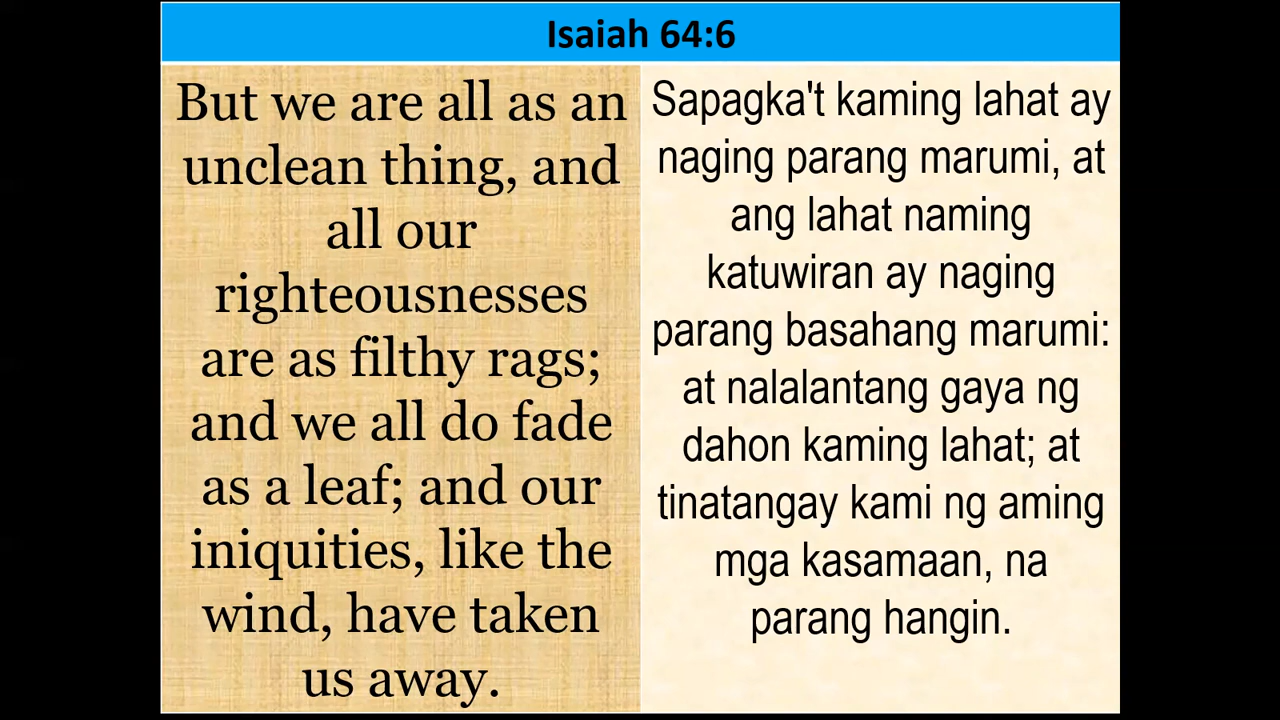 Isaiah 64:6
But we are all as an
unclean thing, and
all our
righteousnesses
are as filthy rags;
and we all do fade
as a leaf; and our
iniquities, like the
wind, have taken
us away.
Sapagka't kaming lahat ay
naging parang marumi, at
ang lahat naming
katuwiran ay naging
parang basahang marumi:
at nalalantang gaya ng
dahon kaming lahat; at
tinatangay kami ng aming
mga kasamaan, na
parang hangin.